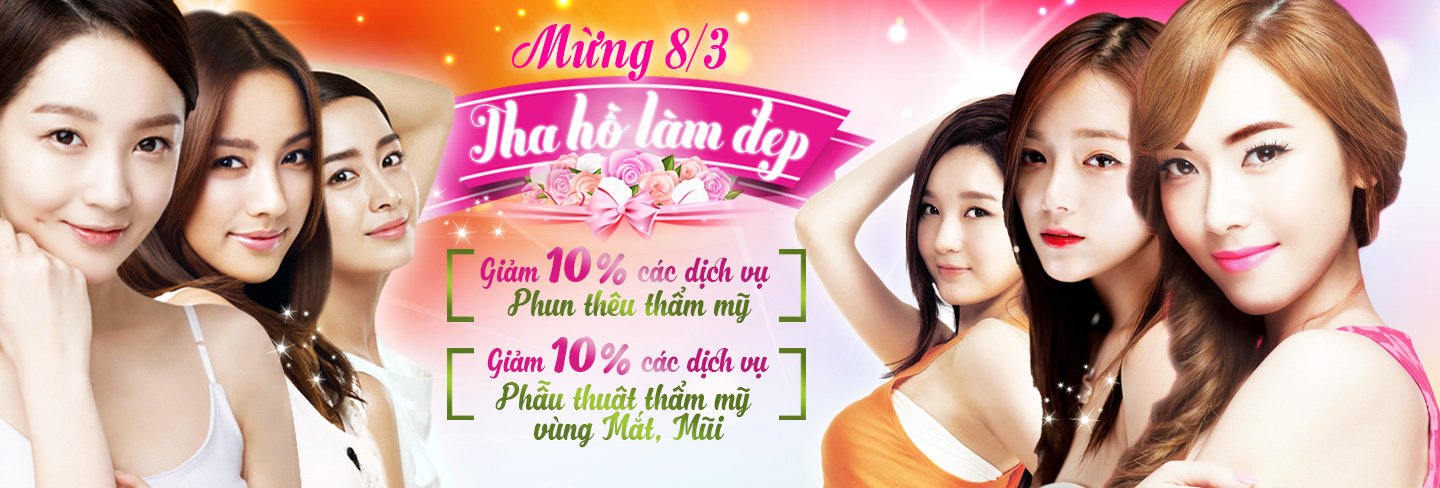 Mừng 8/3
Tha hồ làm đẹp
Giảm 10% các dịch vụ
Phun thêu thẩm mỹ
Giảm 10% các dịch vụ
Phẫu thuật thẩm mỹ
vùng Mắt, Mũi